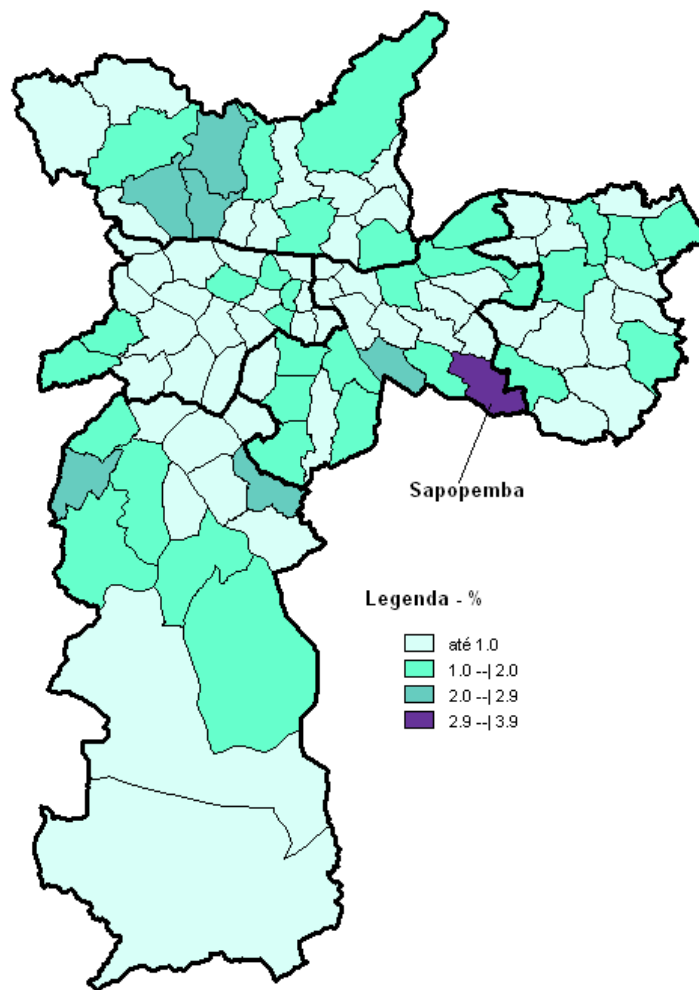 Sapopemba
Legenda - %
até 1.0
1.0 --| 2.0
2.0 --| 2.9
2.9 --| 3.9